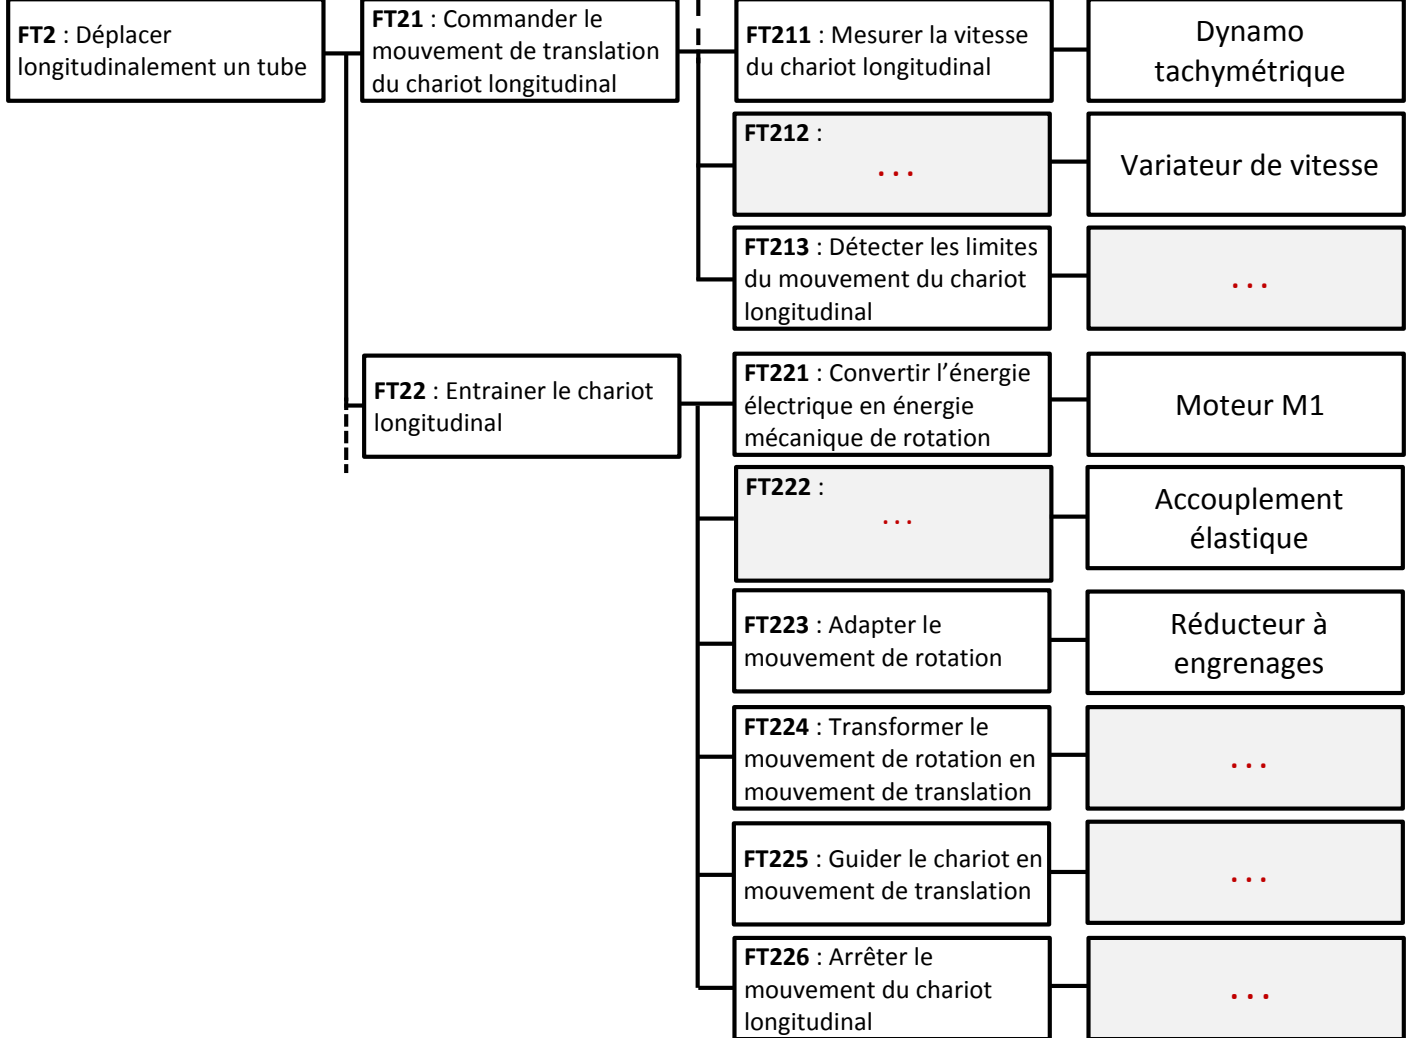 FT2 : Déplacer
longitudinalement un tube
FT21 : Commander le
mouvement de translation
du chariot longitudinal
FT211 : Mesurer la vitesse
du chariot longitudinal
Dynamo
tachymétrique
FT212 :
...
Variateur de vitesse
FT213 : Détecter les limites
du mouvement du chariot
longitudinal
...
FT22 : Entrainer le chariot
longitudinal
FT221 : Convertir l’énergie
électrique en énergie
mécanique de rotation
Moteur M1
FT222 :
...
Accouplement
élastique
FT223 : Adapter le
mouvement de rotation
Réducteur à
engrenages
FT224 : Transformer le
mouvement de rotation en
mouvement de translation
...
FT225 : Guider le chariot en
mouvement de translation
...
FT226 : Arrêter le
mouvement du chariot
longitudinal
...